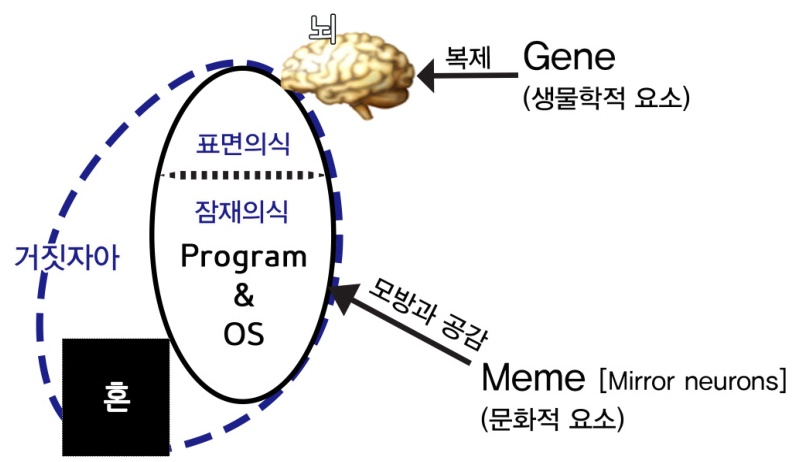 뇌
복제
Gene
(생물학적 요소)
표면의식
잠재의식
거짓자아
Program
&
OS
모방과 공감
Meme [Mirror neurons]
(문화적 요소)
혼